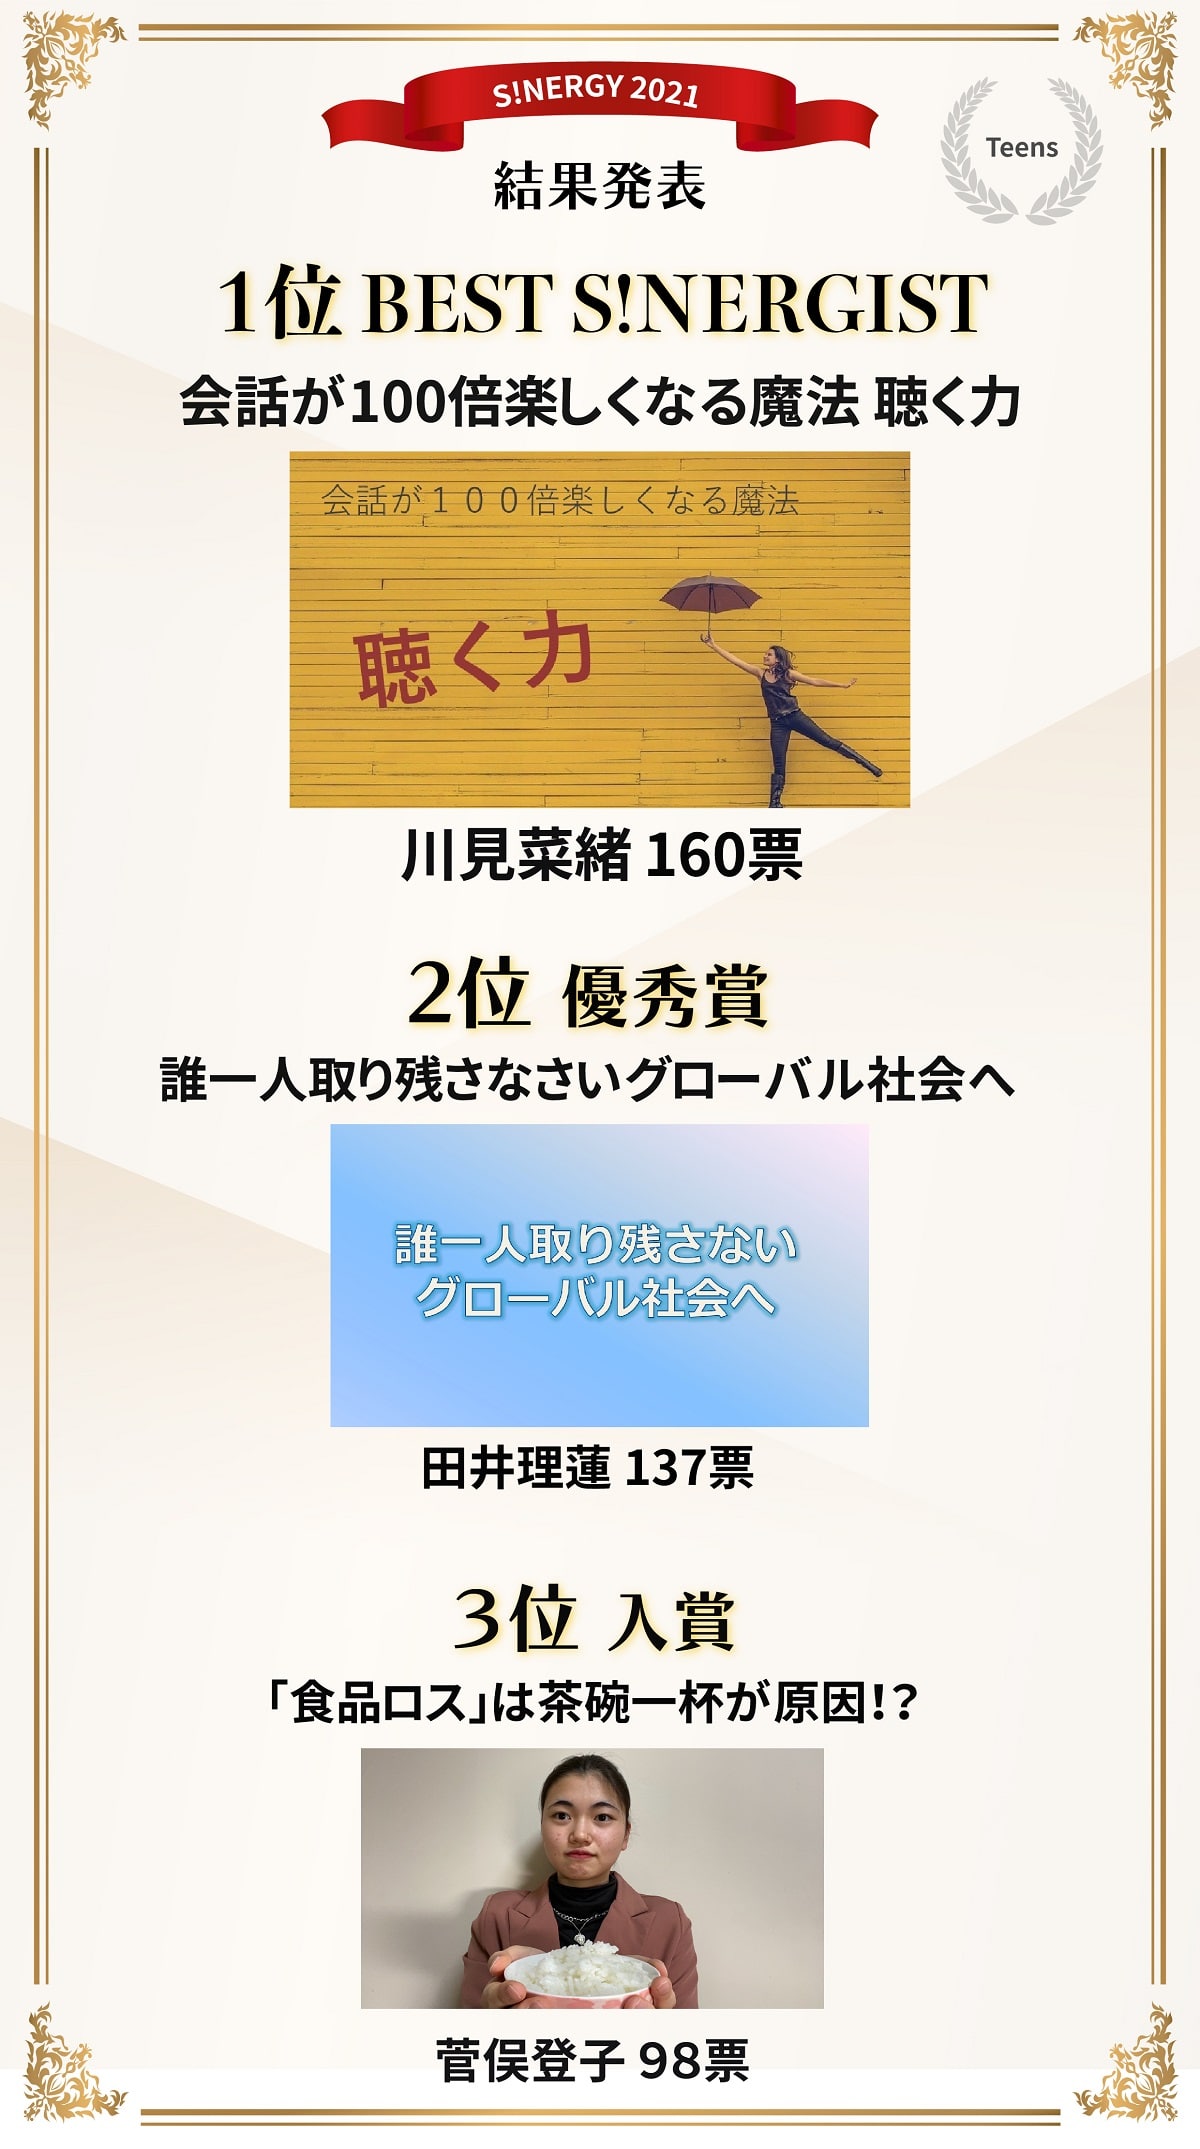 S!NERGY 2021
Teens
結果発表
1位 BEST S!NERGIST
会話が100倍楽しくなる魔法 聴く力
会話が１００倍楽しくなる魔法
聴く力
川見菜緒 160票
2位 優秀賞
誰一人取り残さなさいグローバル社会へ
誰一人取り残さない
グローバル社会へ
田井理蓮 137票
3位 入賞
「食品ロス」は茶碗一杯が原因！？
菅俣登子 98票